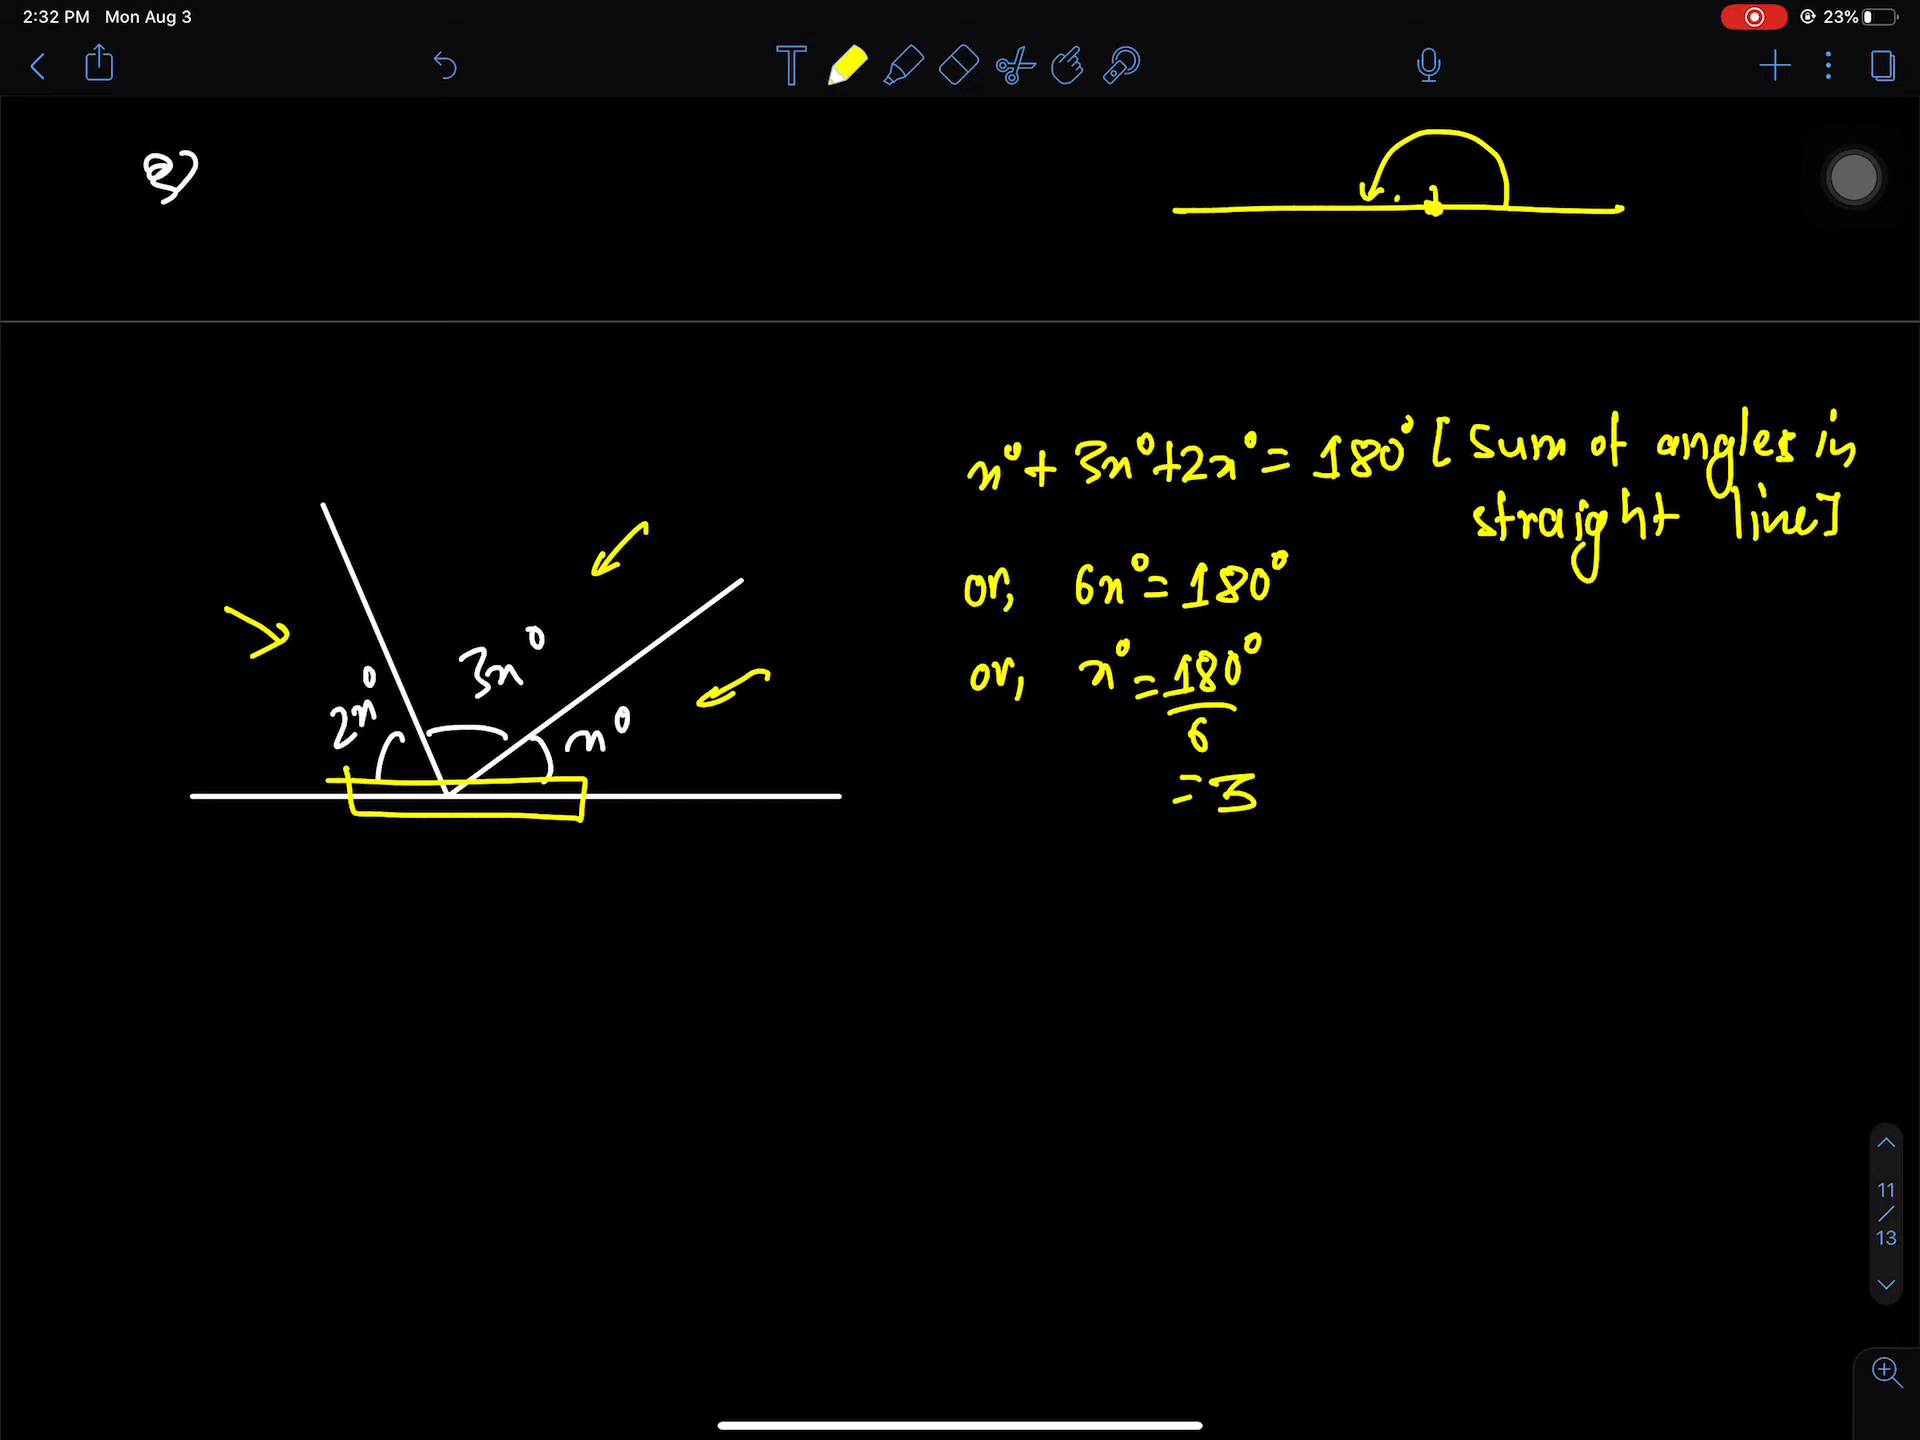 2:32 PM Mon Aug 3
23%
x° + 3x° + 2x° = 180° [sum of angles in
straight line]
or, 6x° = 180°
or, x° = 180°
6
= 3
3x°
2x°
x°
11
/
13